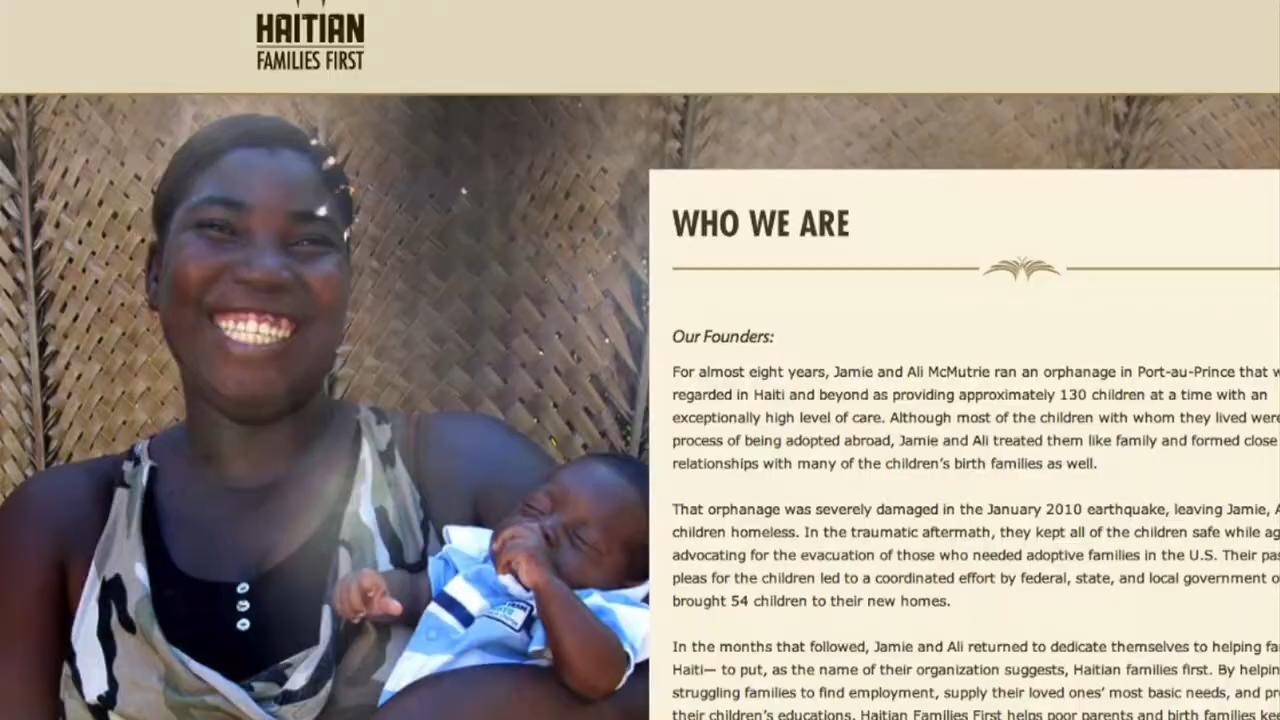 HAITIAN
FAMILIES FIRST
WHO WE ARE
Our Founders:
For almost eight years, Jamie and Ali McMutrie ran an orphanage in Port-au-Prince that
regarded in Haiti and beyond as providing approximately 130 children at a time with an
exceptionally high level of care. Although most of the children with whom they lived
process of being adopted abroad, Jamie and Ali treated them like family and formed close
relationships with many of the children's birth families as well.
That orphanage was severely damaged in the January 2010 earthquake, leaving Jamie,
children homeless. In the traumatic aftermath, they kept all of the children safe while
advocating for the evacuation of those who needed adoptive families in the U.S. Their
pleas for the children led to a coordinated effort by federal, state, and local government
brought 54 children to their new homes.
In the months that followed, Jamie and Ali returned to dedicate themselves to helping
Haiti— to put, as the name of their organization suggests, Haitian families first. By
struggling families to find employment, supply their loved ones' most basic needs, and
their children's educations, Haitian Families First helps poor parents and birth families